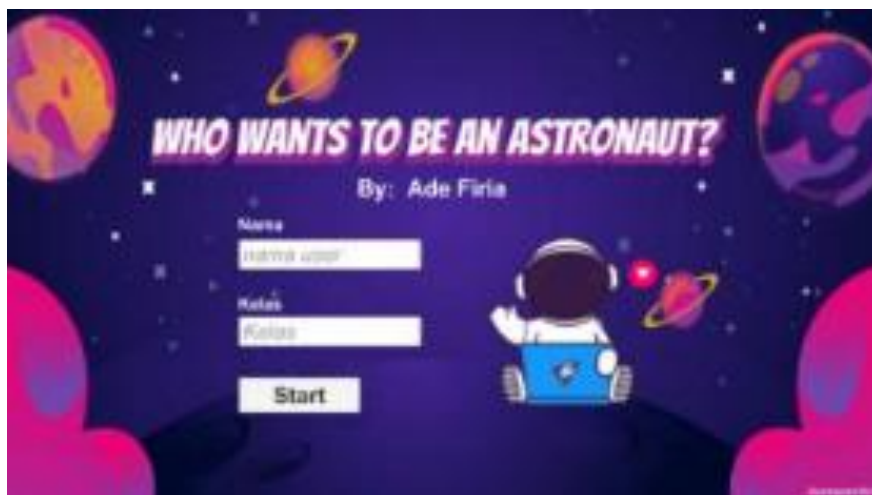 WHO WANTS TO BE AN ASTRONAUT?
By: Ade Firia
Nama
nama user
Kelas
Kelas
Start